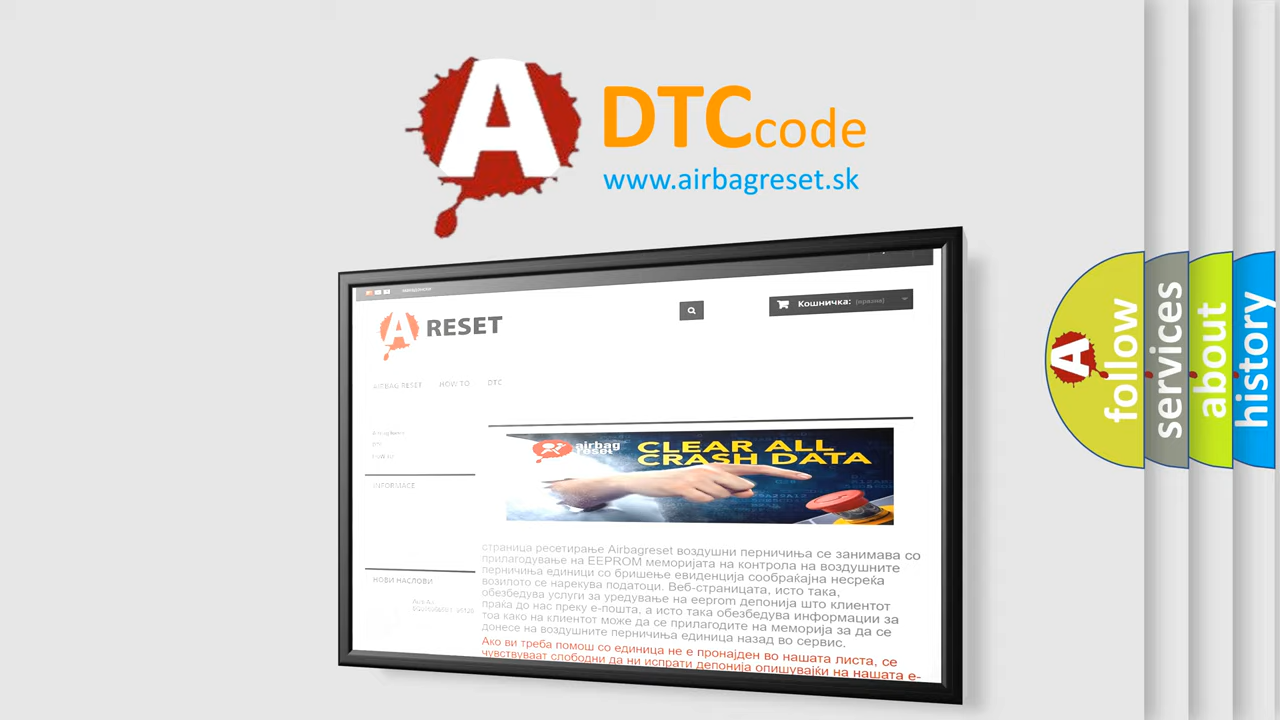 A
DTC code
www.airbagreset.sk
A RESET
Кошничка: (празна)
AIRBAG RESET HOW TO DTC
airbag
reset
CLEAR ALL
CRASH DATA
INFORMACE
страница ресетирање Airbagreset воздушни перничиња се занимава со
прилагодување на EEPROM меморијата на контрола на воздушните
перничиња единици со бришење евиденција сообраќајна несреќа
возилото се нарекува податоци. Веб-страницата, исто така,
обезбедува услуги за уредување на eeprom депонија што клиентот
праќа до нас преку е-пошта, а исто така обезбедува информации за
тоа како на клиентот може да се прилагодите на меморија за да се
донесе на воздушните перничиња единица назад во сервис.
Ако ви треба помош со единица не е пронајден во нашата листа, се
чувствуваат слободни да ни испрати депонија опишувајќи на нашата е-
НОВИ НАСЛОВИ
A
follow
services
about
history